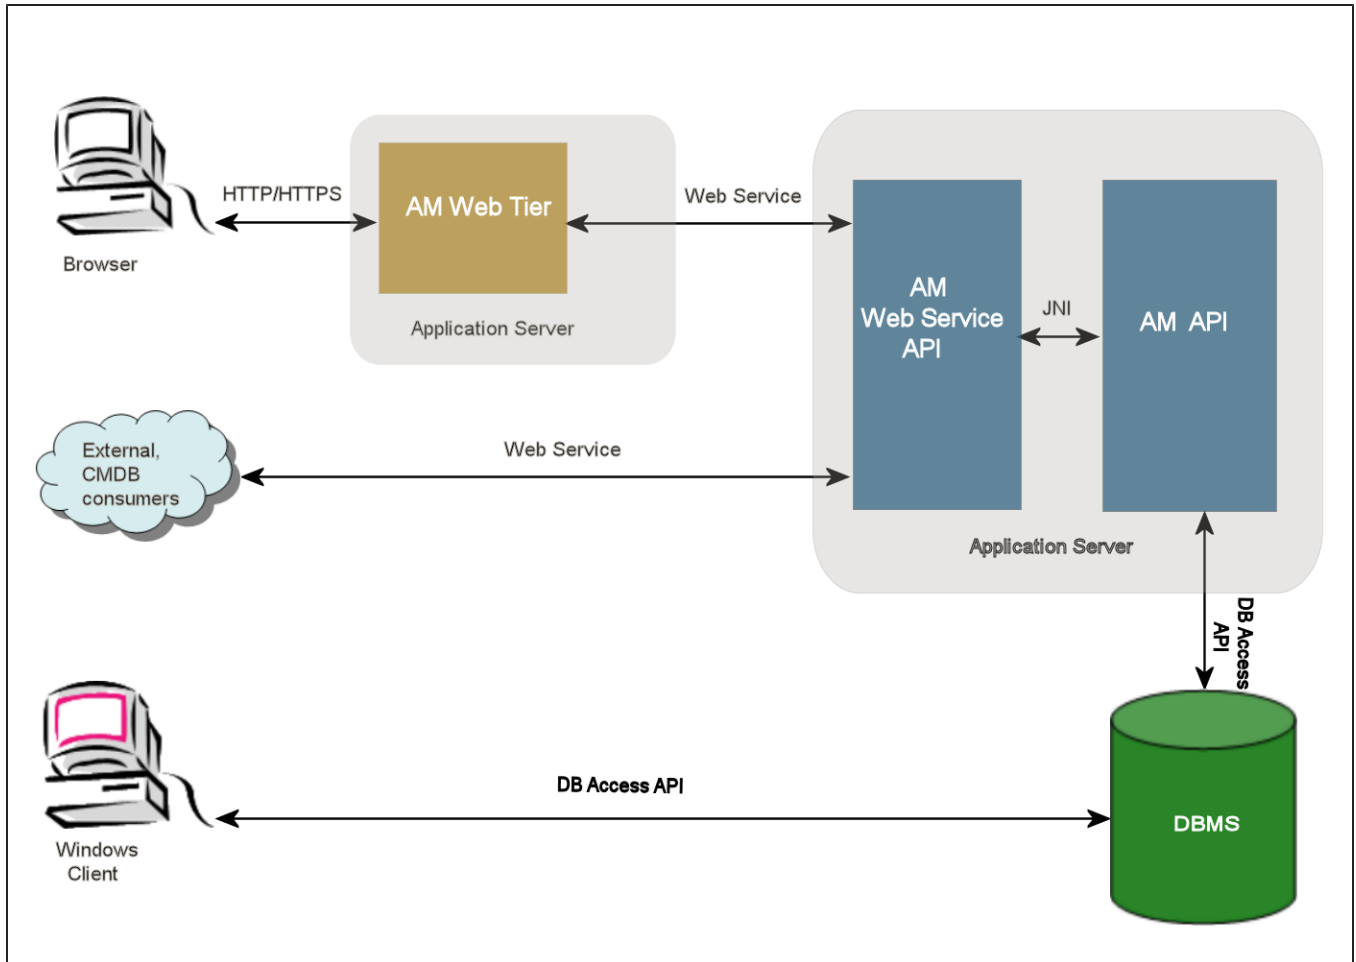 HTTP/HTTPS
Browser
AM Web Tier
Application Server
Web Service
AM
Web Service
API
JNI
AM API
Application Server
External,
CMDB
consumers
Web Service
DB Access
API
Windows
Client
DB Access API
DBMS